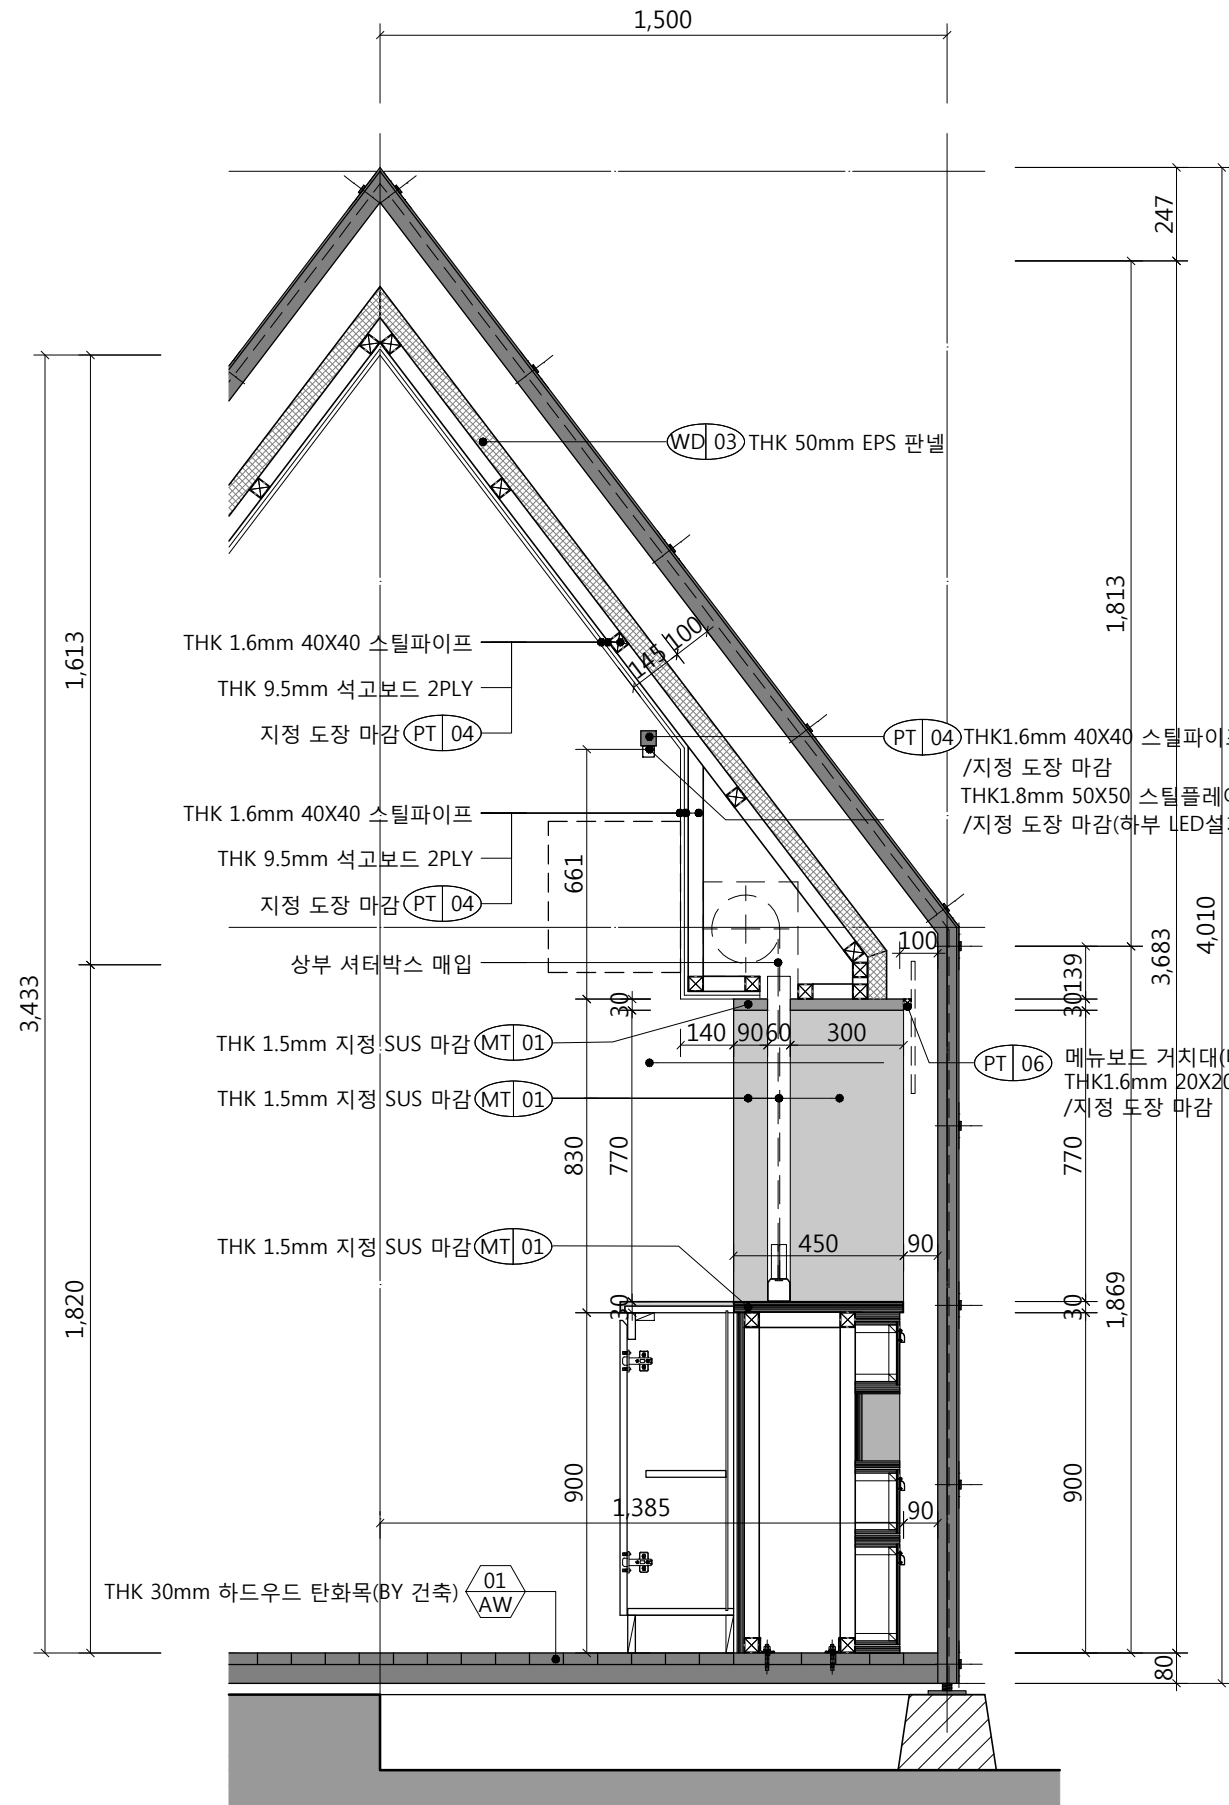 1,500
247
WD 03 THK 50mm EPS 판넬
1,813
1,613
THK 1.6mm 40X40 스틸파이프
THK 9.5mm 석고보드 2PLY
지정 도장 마감 PT 04
145
100
PT 04 THK1.6mm 40X40 스틸파이프
/지정 도장 마감
THK1.8mm 50X50 스틸플레이
/지정 도장 마감(하부 LED설
THK 1.6mm 40X40 스틸파이프
THK 9.5mm 석고보드 2PLY
지정 도장 마감 PT 04
661
상부 셔터박스 매입
100
139
3,683
4,010
3,433
30
30
THK 1.5mm 지정 SUS 마감 MT 01
140
90
60
300
PT 06 메뉴보드 거치대(
THK1.6mm 20X20
/지정 도장 마감
THK 1.5mm 지정 SUS 마감 MT 01
830
770
770
THK 1.5mm 지정 SUS 마감 MT 01
450
90
1,820
30
30
1,869
900
1,385
90
900
THK 30mm 하드우드 탄화목(BY 건축) 01
AW
80